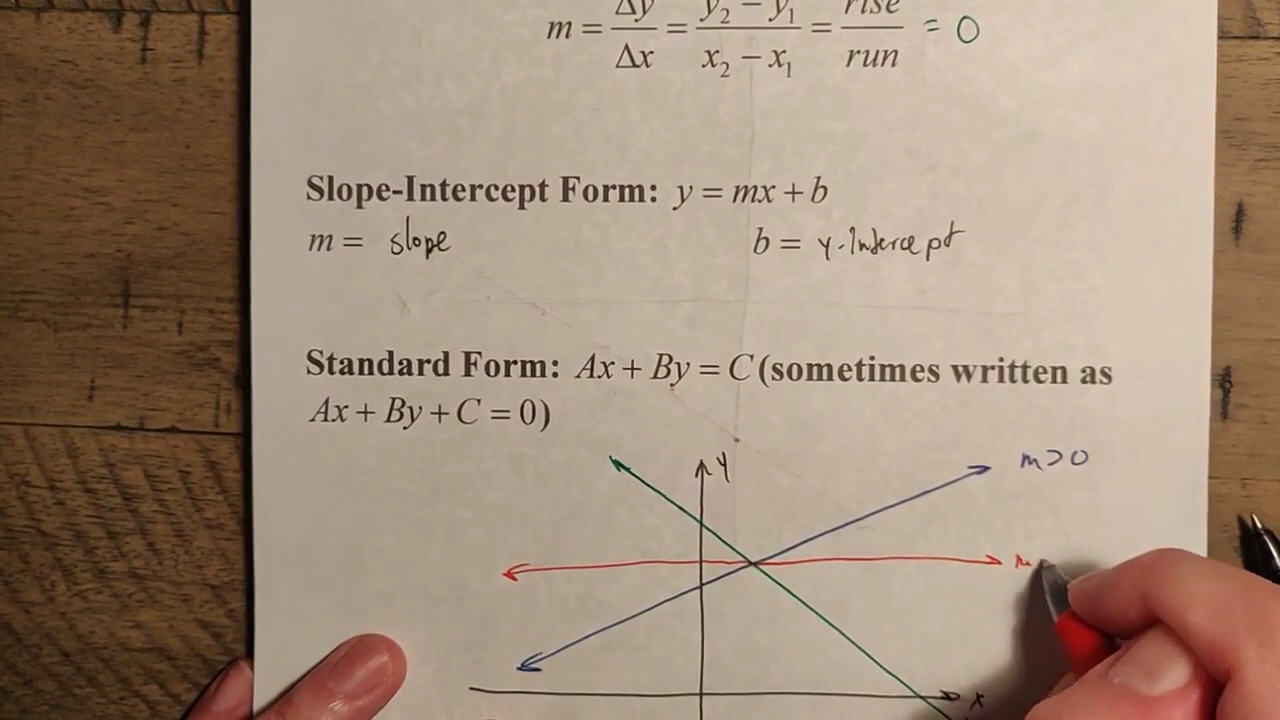 m = Δy/Δx = y₂ − y₁/x₂ − x₁ = rise/run = 0
Slope-Intercept Form: y = mx + b
m = slope b = y-Intercept
Standard Form: Ax + By = C (sometimes written as
Ax + By + C = 0)
y
m > 0
m
x